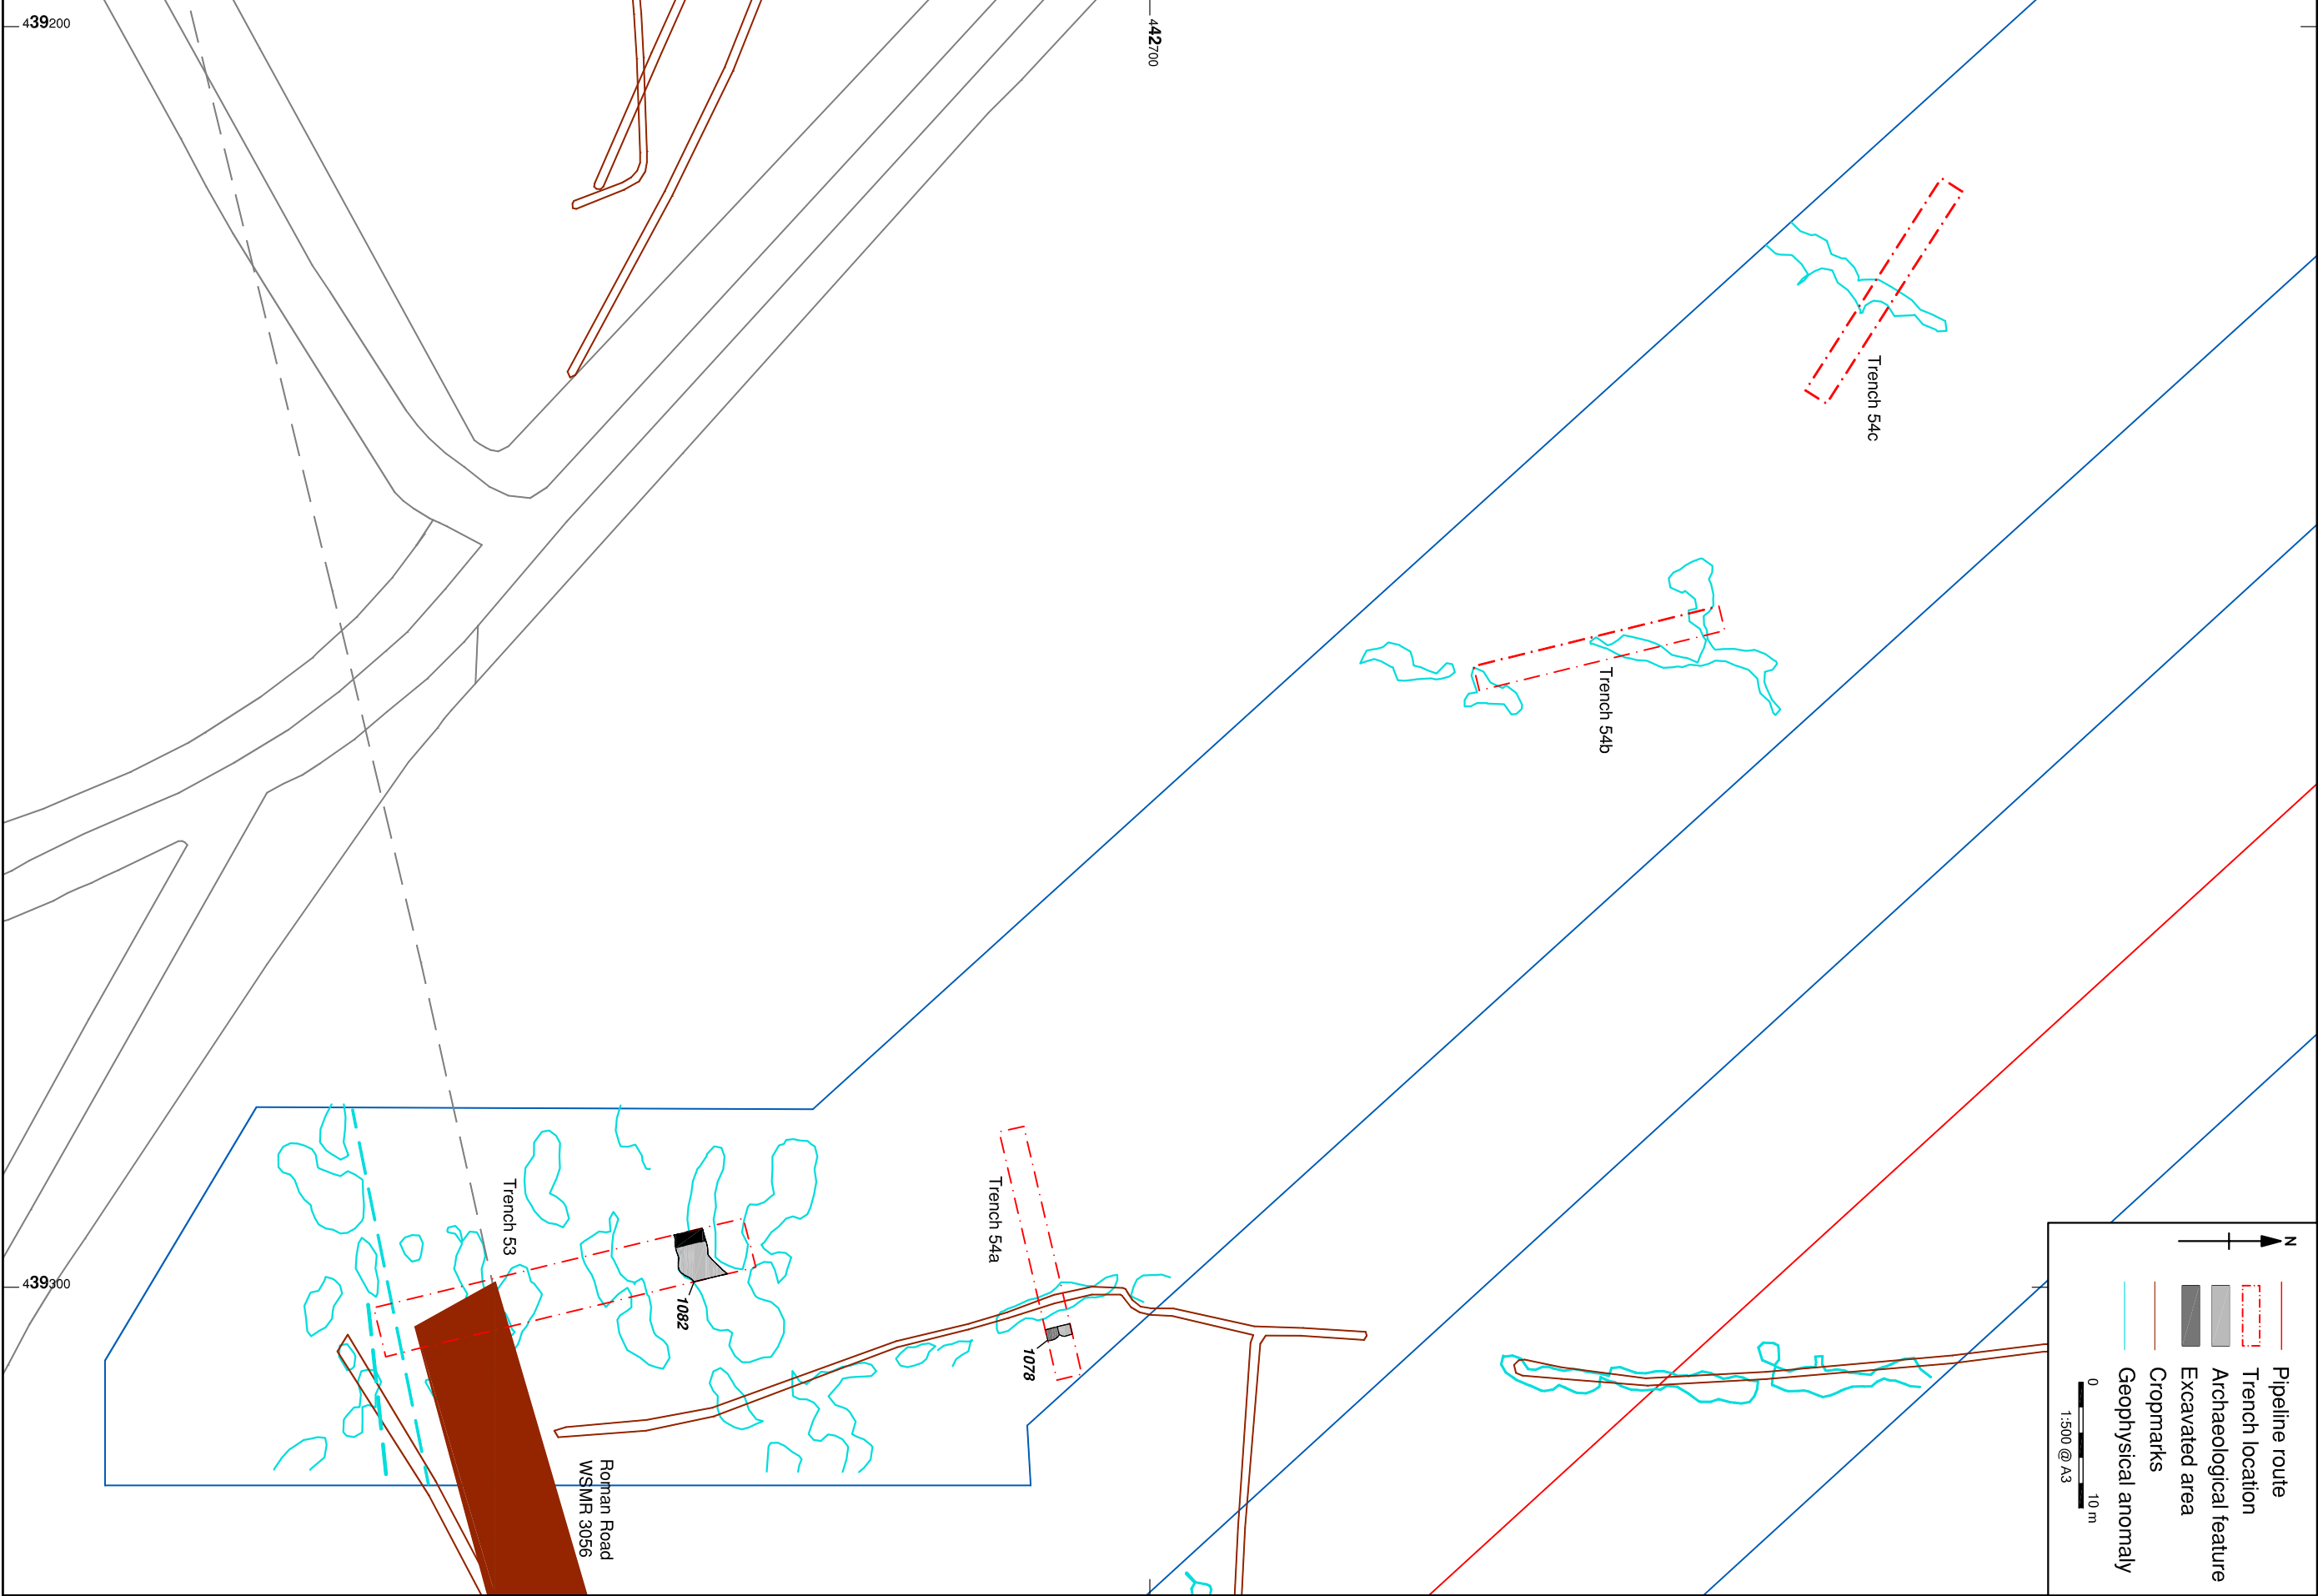 N
Pipeline route
Trench location
Archaeological feature
Excavated area
Cropmarks
Geophysical anomaly
0 10 m
1:500 @ A3
439200
439300
42700
Trench 54c
Trench 54b
Trench 54a
1078
1082
Trench 53
Roman Road
WSMR 3056